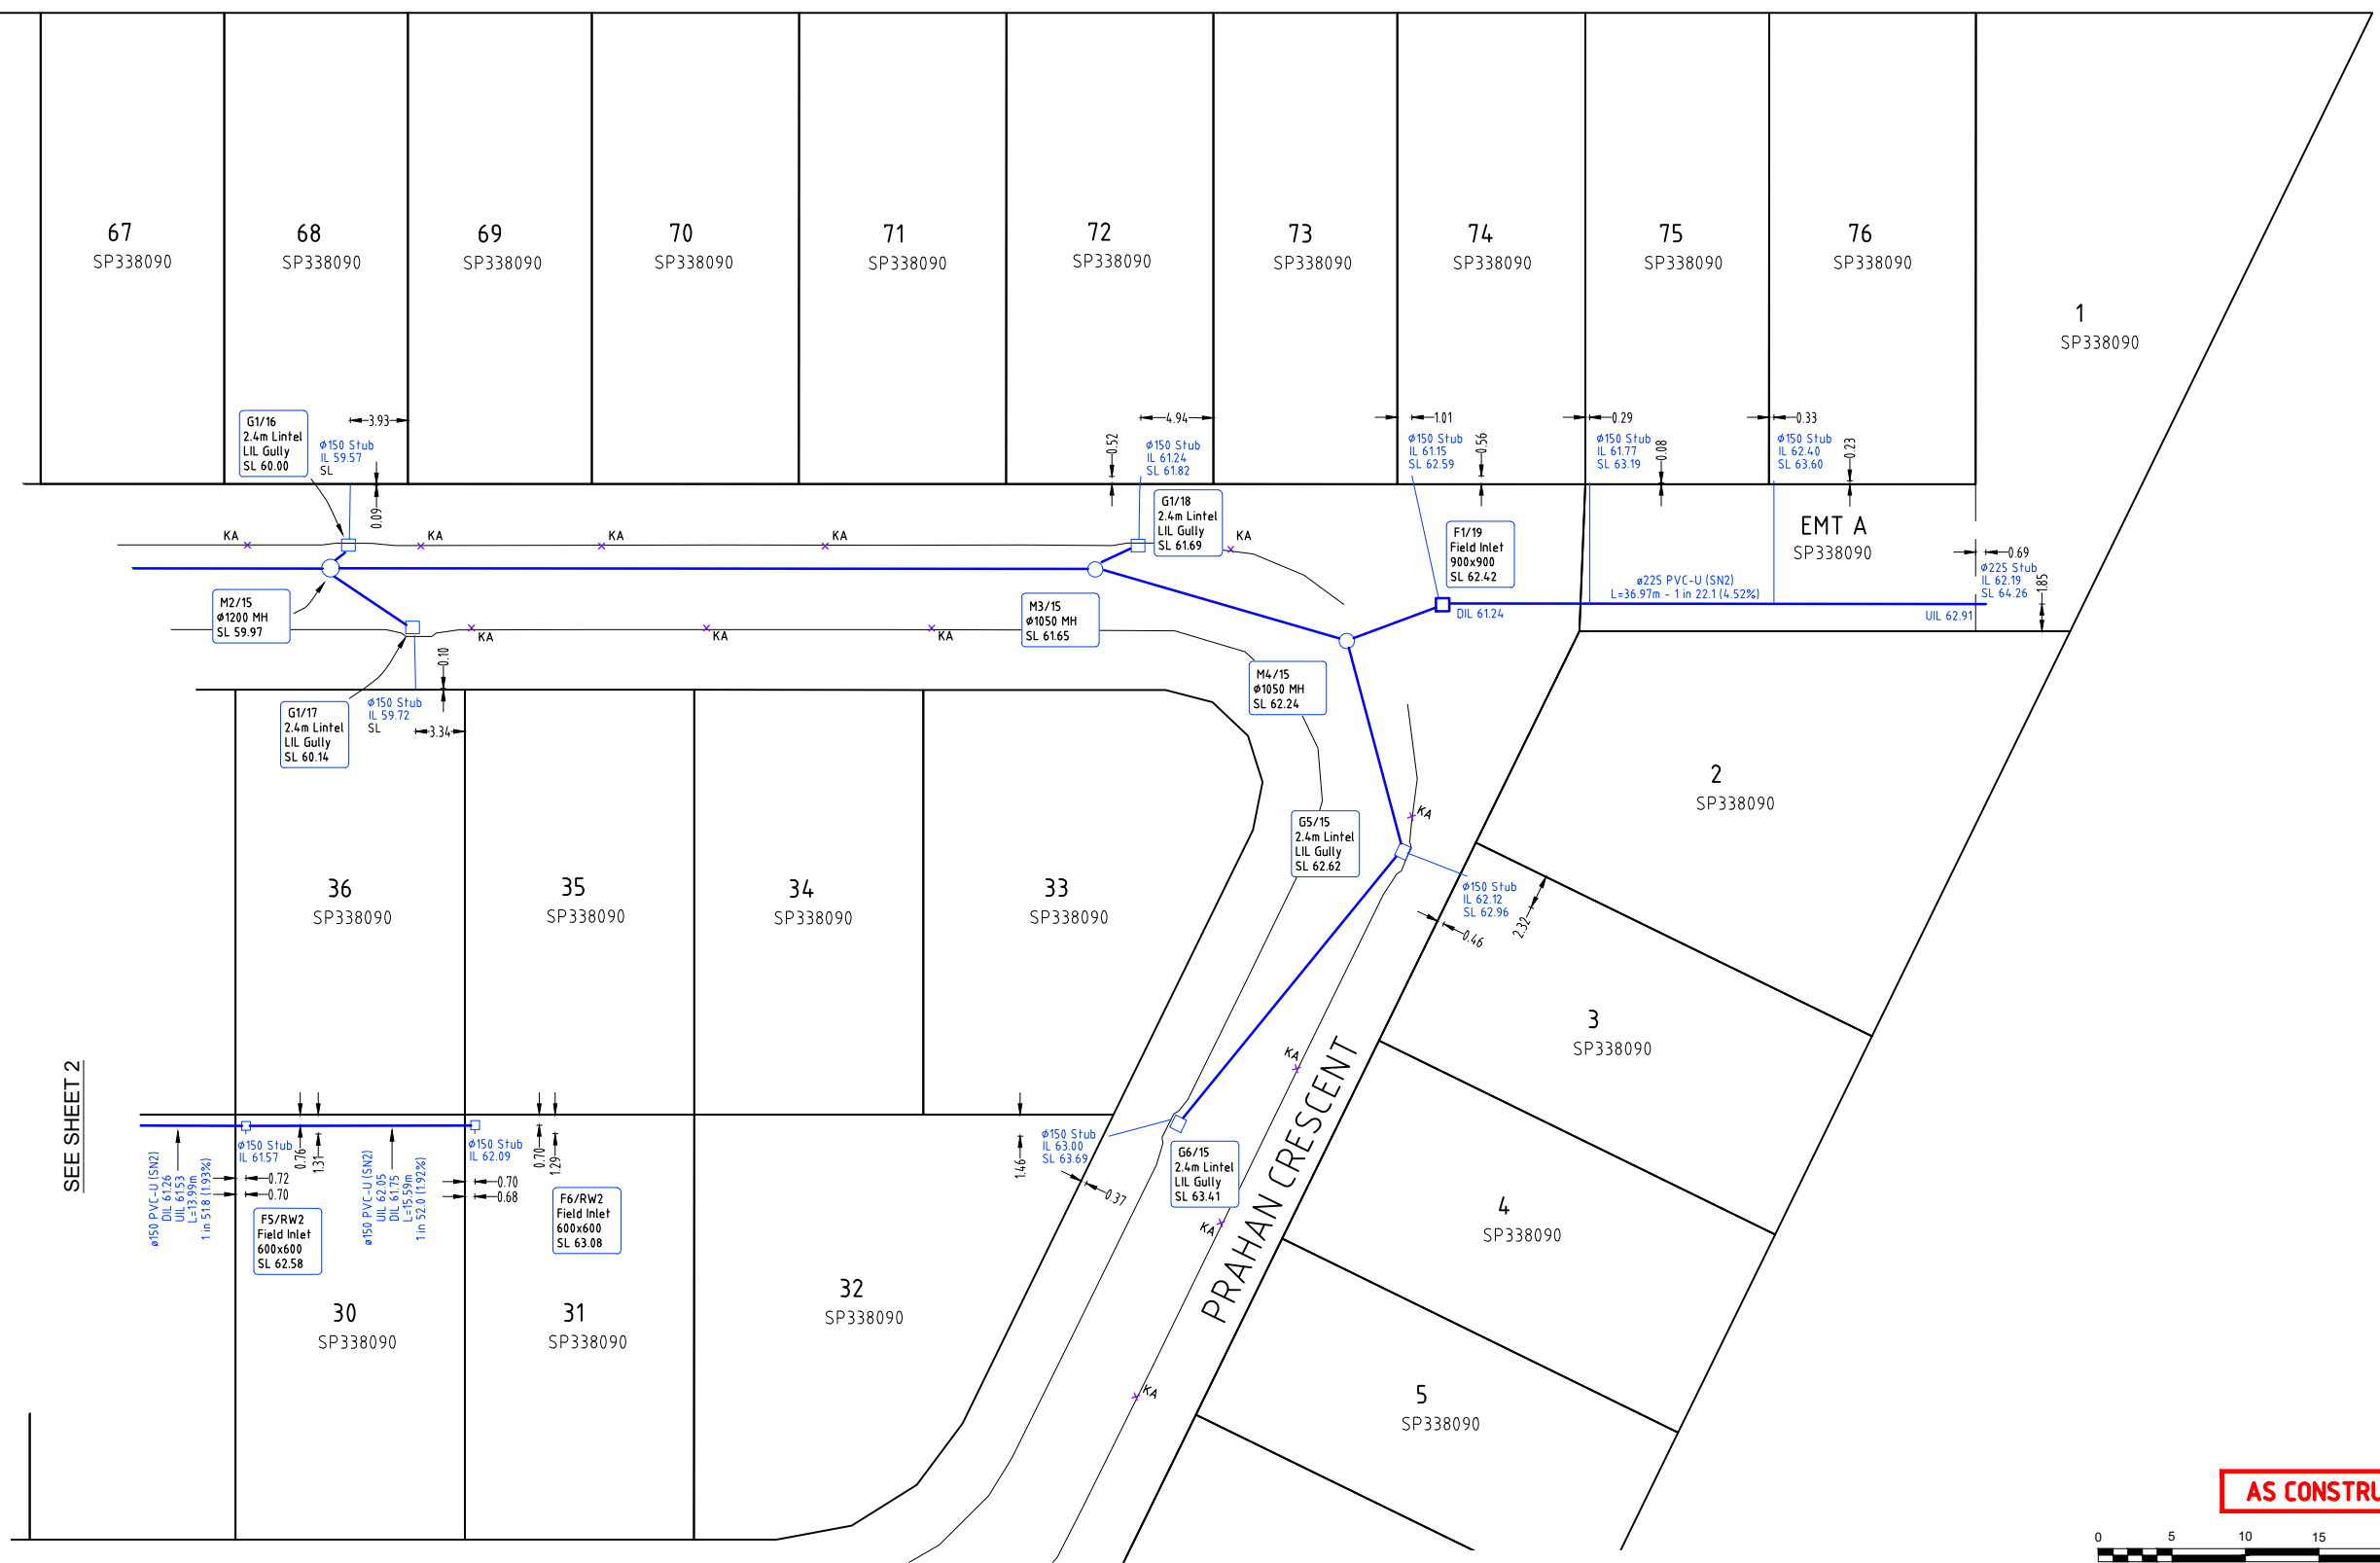 67
SP338090
68
SP338090
69
SP338090
70
SP338090
71
SP338090
72
SP338090
73
SP338090
74
SP338090
75
SP338090
76
SP338090
1
SP338090
G1/16
2.4m Lintel
LIL Gully
SL 60.00
3.93
Ø150 Stub
IL 59.57
SL
0.09
4.94
0.52
Ø150 Stub
IL 61.24
SL 61.82
1.01
Ø150 Stub
IL 61.15
SL 62.59
0.56
0.29
Ø150 Stub
IL 61.77
SL 63.19
0.08
0.33
Ø150 Stub
IL 62.40
SL 63.60
0.23
G1/18
2.4m Lintel
LIL Gully
SL 61.69
F1/19
Field Inlet
900x900
SL 62.42
EMT A
SP338090
0.69
Ø225 Stub
IL 62.19
SL 64.26
1.85
KA
KA
KA
KA
KA
ø225 PVC-U (SN2)
L=36.97m - 1 in 22.1 (4.52%)
DIL 61.24
UIL 62.91
M2/15
Ø1200 MH
SL 59.97
M3/15
Ø1050 MH
SL 61.65
KA
KA
KA
0.10
M4/15
Ø1050 MH
SL 62.24
G1/17
2.4m Lintel
LIL Gully
SL 60.14
Ø150 Stub
IL 59.72
SL
3.34
2
SP338090
G5/15
2.4m Lintel
LIL Gully
SL 62.62
KA
Ø150 Stub
IL 62.12
SL 62.96
0.46
2.32
36
SP338090
35
SP338090
34
SP338090
33
SP338090
3
SP338090
SEE SHEET 2
KA
PRAHAN CRESCENT
Ø150 Stub
IL 61.57
0.76
1.31
0.72
0.70
ø150 PVC-U (SN2)
DIL 61.26
UIL 61.53
L=13.99m
1 in 51.8 (1.93%)
ø150 PVC-U (SN2)
UIL 62.05
DIL 61.75
L=15.59m
1 in 52.0 (1.92%)
Ø150 Stub
IL 62.09
0.70
1.29
0.70
0.68
F5/RW2
Field Inlet
600x600
SL 62.58
F6/RW2
Field Inlet
600x600
SL 63.08
1.46
Ø150 Stub
IL 63.00
SL 63.69
0.37
G6/15
2.4m Lintel
LIL Gully
SL 63.41
KA
4
SP338090
30
SP338090
31
SP338090
32
SP338090
KA
5
SP338090
AS CONSTRU
0 5 10 15